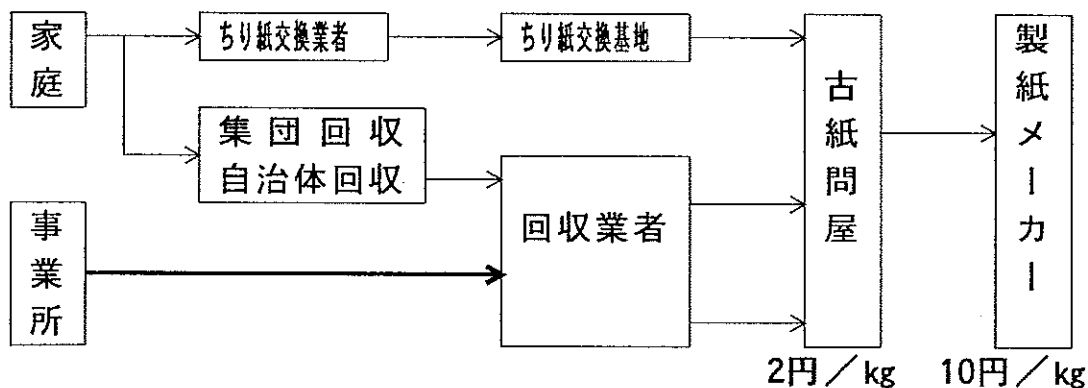 家庭
ちり紙交換業者
ちり紙交換基地
集団回収
自治体回収
事業所
回収業者
古紙問屋
製紙メーカー
2円／kg
10円／kg